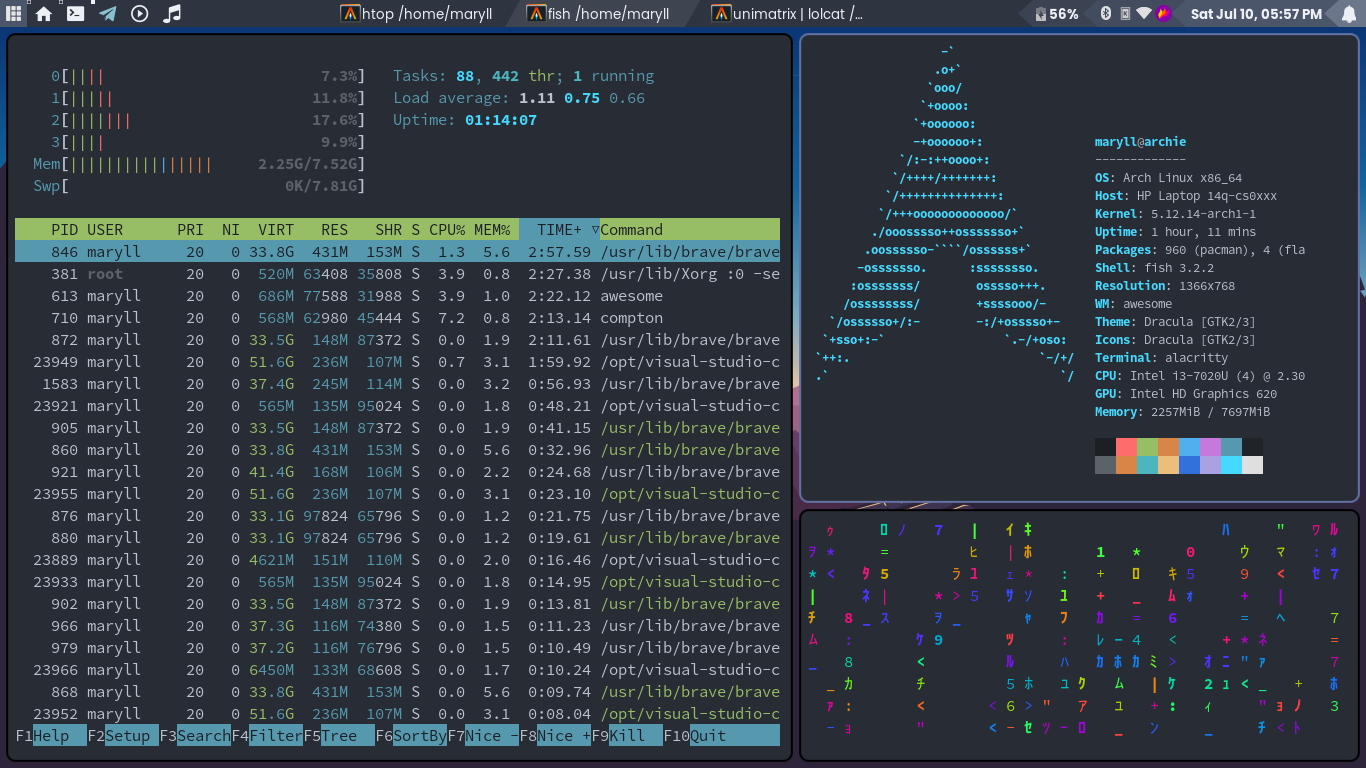 htop /home/maryll fish /home/maryll unimatrix | lolcat /... 56% Sat Jul 10, 05:57 PM
0[|||| 7.3%] Tasks: 88, 442 thr; 1 running
1[||||| 11.8%] Load average: 1.11 0.75 0.66
2[||||||| 17.6%] Uptime: 01:14:07
3[|||| 9.9%]
Mem[|||||||||||||||| 2.25G/7.52G]
Swp[ 0K/7.81G]
PID USER PRI NI VIRT RES SHR S CPU% MEM% TIME+ ▽Command
846 maryll 20 0 33.8G 431M 153M S 1.3 5.6 2:57.59 /usr/lib/brave/brave
381 root 20 0 520M 63408 35808 S 3.9 0.8 2:27.38 /usr/lib/Xorg :0 -se
613 maryll 20 0 686M 77588 31988 S 3.9 1.0 2:22.12 awesome
710 maryll 20 0 568M 62980 45444 S 7.2 0.8 2:13.14 compton
872 maryll 20 0 33.5G 148M 87372 S 0.0 1.9 2:11.61 /usr/lib/brave/brave
23949 maryll 20 0 51.6G 236M 107M S 0.7 3.1 1:59.92 /opt/visual-studio-c
1583 maryll 20 0 37.4G 245M 114M S 0.0 3.2 0:56.93 /usr/lib/brave/brave
23921 maryll 20 0 565M 135M 95024 S 0.0 1.8 0:48.21 /opt/visual-studio-c
905 maryll 20 0 33.5G 148M 87372 S 0.0 1.9 0:41.15 /usr/lib/brave/brave
860 maryll 20 0 33.8G 431M 153M S 0.0 5.6 0:32.96 /usr/lib/brave/brave
921 maryll 20 0 41.4G 168M 106M S 0.0 2.2 0:24.68 /usr/lib/brave/brave
23955 maryll 20 0 51.6G 236M 107M S 0.0 3.1 0:23.10 /opt/visual-studio-c
876 maryll 20 0 33.1G 97824 65796 S 0.0 1.2 0:21.75 /usr/lib/brave/brave
880 maryll 20 0 33.1G 97824 65796 S 0.0 1.2 0:19.61 /usr/lib/brave/brave
23889 maryll 20 0 4621M 151M 110M S 0.0 2.0 0:16.46 /opt/visual-studio-c
23933 maryll 20 0 565M 135M 95024 S 0.0 1.8 0:14.95 /opt/visual-studio-c
902 maryll 20 0 33.5G 148M 87372 S 0.0 1.9 0:13.81 /usr/lib/brave/brave
966 maryll 20 0 37.3G 116M 74380 S 0.0 1.5 0:11.23 /usr/lib/brave/brave
979 maryll 20 0 37.2G 116M 76796 S 0.0 1.5 0:10.49 /usr/lib/brave/brave
23966 maryll 20 0 6450M 133M 68608 S 0.0 1.7 0:10.24 /opt/visual-studio-c
868 maryll 20 0 33.8G 431M 153M S 0.0 5.6 0:09.74 /usr/lib/brave/brave
23952 maryll 20 0 51.6G 236M 107M S 0.0 3.1 0:08.04 /opt/visual-studio-c
F1Help F2Setup F3SearchF4FilterF5Tree F6SortByF7Nice -F8Nice +F9Kill F10Quit
maryll@archie
-------------
OS: Arch Linux x86_64
Host: HP Laptop 14q-cs0xxx
Kernel: 5.12.14-arch1-1
Uptime: 1 hour, 11 mins
Packages: 960 (pacman), 4 (fla
Shell: fish 3.2.2
Resolution: 1366x768
WM: awesome
Theme: Dracula [GTK2/3]
Icons: Dracula [GTK2/3]
Terminal: alacritty
CPU: Intel i3-7020U (4) @ 2.30
GPU: Intel HD Graphics 620
Memory: 2257MiB / 7697MiB